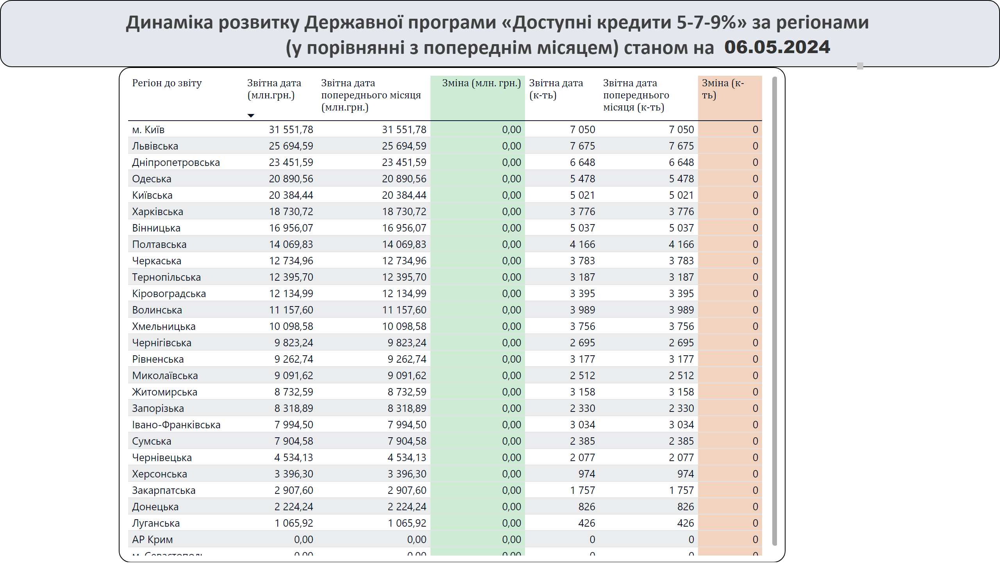 Динаміка розвитку Державної програми «Доступні кредити 5-7-9%» за регіонами
(у порівнянні з попереднім місяцем) станом на 06.05.2024
Регіон до звіту Звітна дата (млн.грн.) Звітна дата попереднього місяця (млн.грн.) Зміна (млн. грн.) Звітна дата (к-ть) Звітна дата попереднього місяця (к-ть) Зміна (к-ть)
м. Київ 31 551,78 31 551,78 0,00 7 050 7 050 0
Львівська 25 694,59 25 694,59 0,00 7 675 7 675 0
Дніпропетровська 23 451,59 23 451,59 0,00 6 648 6 648 0
Одеська 20 890,56 20 890,56 0,00 5 478 5 478 0
Київська 20 384,44 20 384,44 0,00 5 021 5 021 0
Харківська 18 730,72 18 730,72 0,00 3 776 3 776 0
Вінницька 16 956,07 16 956,07 0,00 5 037 5 037 0
Полтавська 14 069,83 14 069,83 0,00 4 166 4 166 0
Черкаська 12 734,96 12 734,96 0,00 3 783 3 783 0
Тернопільська 12 395,70 12 395,70 0,00 3 187 3 187 0
Кіровоградська 12 134,99 12 134,99 0,00 3 395 3 395 0
Волинська 11 157,60 11 157,60 0,00 3 989 3 989 0
Хмельницька 10 098,58 10 098,58 0,00 3 756 3 756 0
Чернігівська 9 823,24 9 823,24 0,00 2 695 2 695 0
Рівненська 9 262,74 9 262,74 0,00 3 177 3 177 0
Миколаївська 9 091,62 9 091,62 0,00 2 512 2 512 0
Житомирська 8 732,59 8 732,59 0,00 3 158 3 158 0
Запорізька 8 318,89 8 318,89 0,00 2 330 2 330 0
Івано-Франківська 7 994,50 7 994,50 0,00 3 034 3 034 0
Сумська 7 904,58 7 904,58 0,00 2 385 2 385 0
Чернівецька 4 534,13 4 534,13 0,00 2 077 2 077 0
Херсонська 3 396,30 3 396,30 0,00 974 974 0
Закарпатська 2 907,60 2 907,60 0,00 1 757 1 757 0
Донецька 2 224,24 2 224,24 0,00 826 826 0
Луганська 1 065,92 1 065,92 0,00 426 426 0
АР Крим 0,00 0,00 0,00 0 0 0
м. Севастополь 0,00 0,00 0,00 0 0 0